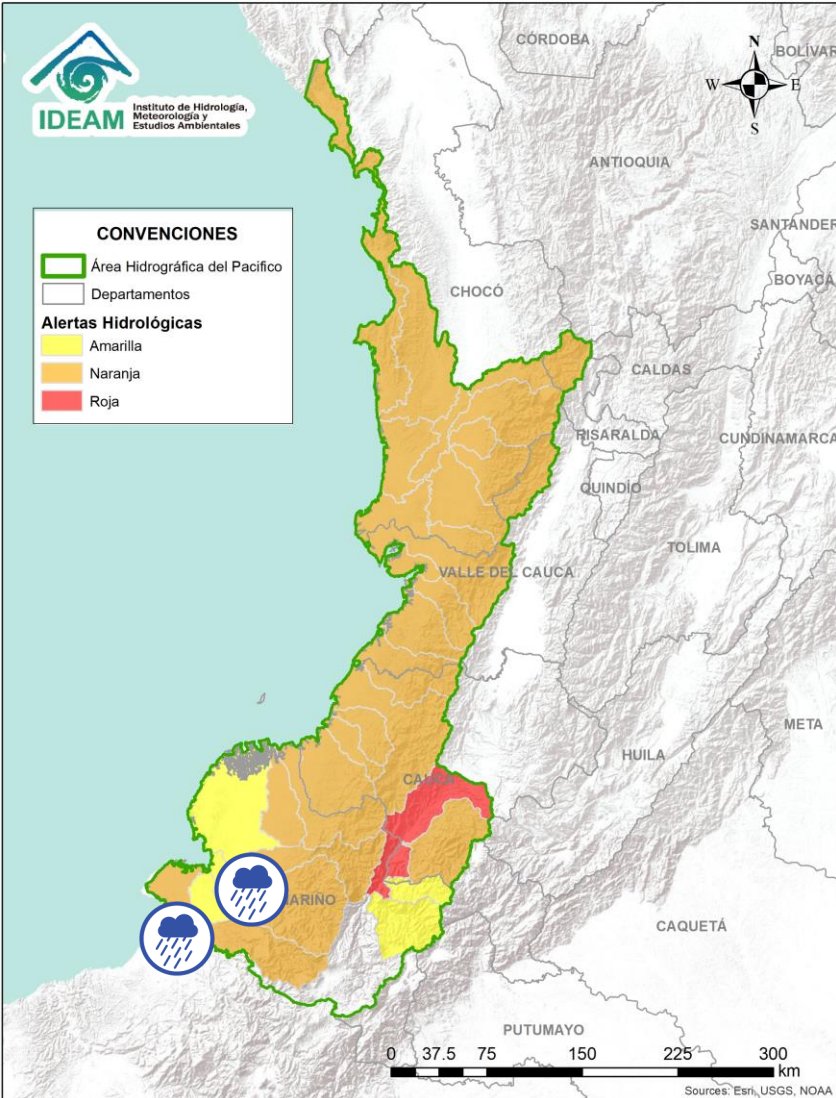 IDEAM
Instituto de Hidrología,
Meteorología y
Estudios Ambientales
N
W
E
S
CÓRDOBA
BOLÍVAR
ANTIOQUIA
SANTANDER
BOYACÁ
CHOCÓ
CALDAS
RISARALDA
CUNDINAMARCA
QUINDÍO
TOLIMA
VALLE DEL CAUCA
META
HUILA
CAUCA
ARIÑO
CAQUETÁ
PUTUMAYO
CONVENCIONES
Área Hidrográfica del Pacifico
Departamentos
Alertas Hidrológicas
Amarilla
Naranja
Roja
0 37.5 75 150 225 300
km
Sources: Esri, USGS, NOAA